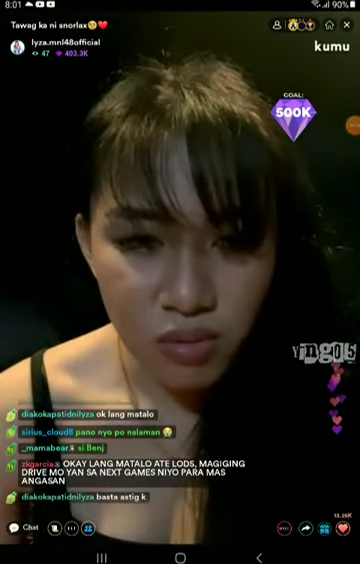 8:01
90%
Tawag ka ni snorlax🥺❤️
lyza.mnl48official
47 403.3K
kumu
GOAL:
500K
YNGO5
diakokapatidnilyza ok lang matalo
sirius_cloud8 pano nyo po nalaman 😭
_mamabear si Benj
zkgarcia OKAY LANG MATALO ATE LODS, MAGIGING
DRIVE MO YAN SA NEXT GAMES NIYO PARA MAS
ANGASAN
diakokapatidnilyza basta astig k
13.26K
Chat